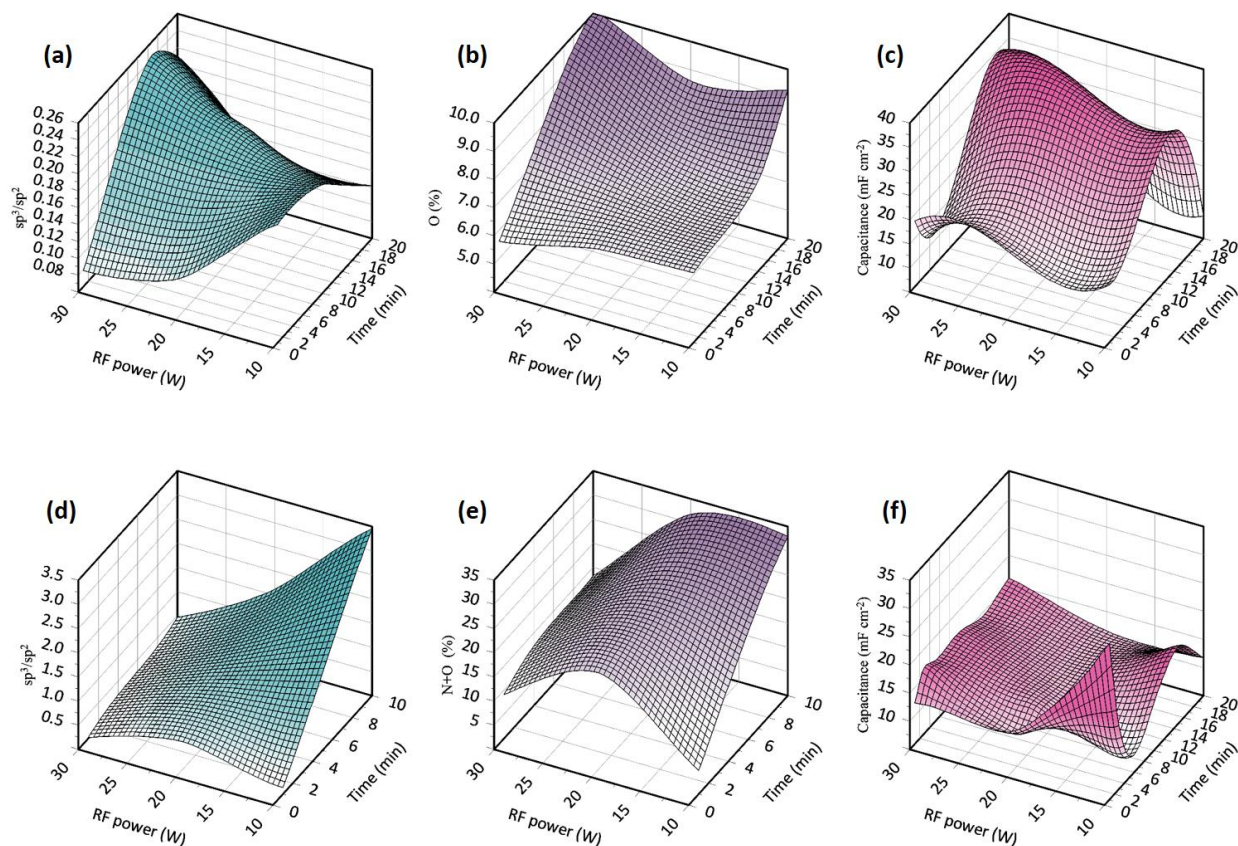 (a)
0.26
0.24
0.22
0.20
0.18
0.16
0.14
0.12
0.10
0.08
sp³/sp²
30
25
20
15
10
RF power (W)
0 2 4 6 8 10 12 14 16 18 20
Time (min)
(b)
10.0
9.0
8.0
7.0
6.0
5.0
O (%)
30
25
20
15
10
RF power (W)
0 2 4 6 8 10 12 14 16 18 20
Time (min)
(c)
40
35
30
25
20
15
10
Capacitance (mF cm⁻²)
30
25
20
15
10
RF power (W)
0 2 4 6 8 10 12 14 16 18 20
Time (min)
(d)
3.5
3.0
2.5
2.0
1.5
1.0
0.5
sp³/sp²
30
25
20
15
10
RF power (W)
0 2 4 6 8 10
Time (min)
(e)
35
30
25
20
15
10
5
N+O (%)
30
25
20
15
10
RF power (W)
0 2 4 6 8 10
Time (min)
(f)
35
30
25
20
15
10
Capacitance (mF cm⁻²)
30
25
20
15
10
RF power (W)
0 2 4 6 8 10 12 14 16 18 20
Time (min)